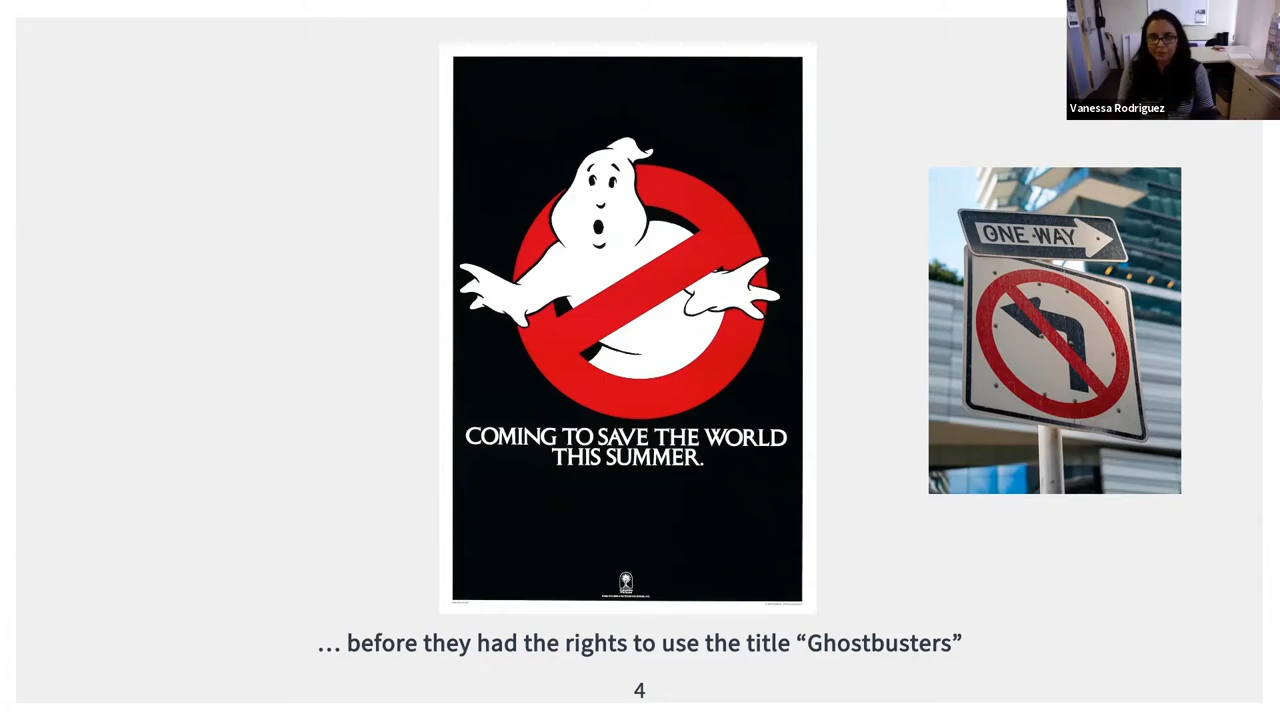 Vanessa Rodriguez
ONE WAY
COMING TO SAVE THE WORLD
THIS SUMMER.
… before they had the rights to use the title “Ghostbusters”
4